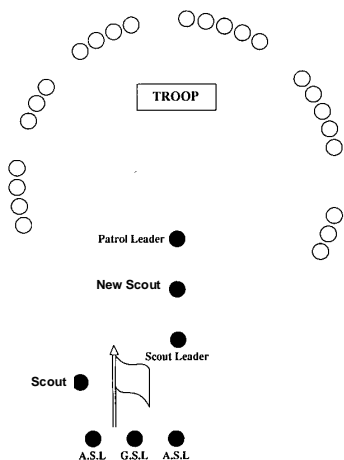 TROOP
Patrol Leader
New Scout
Scout Leader
Scout
A.S.L G.S.L A.S.L